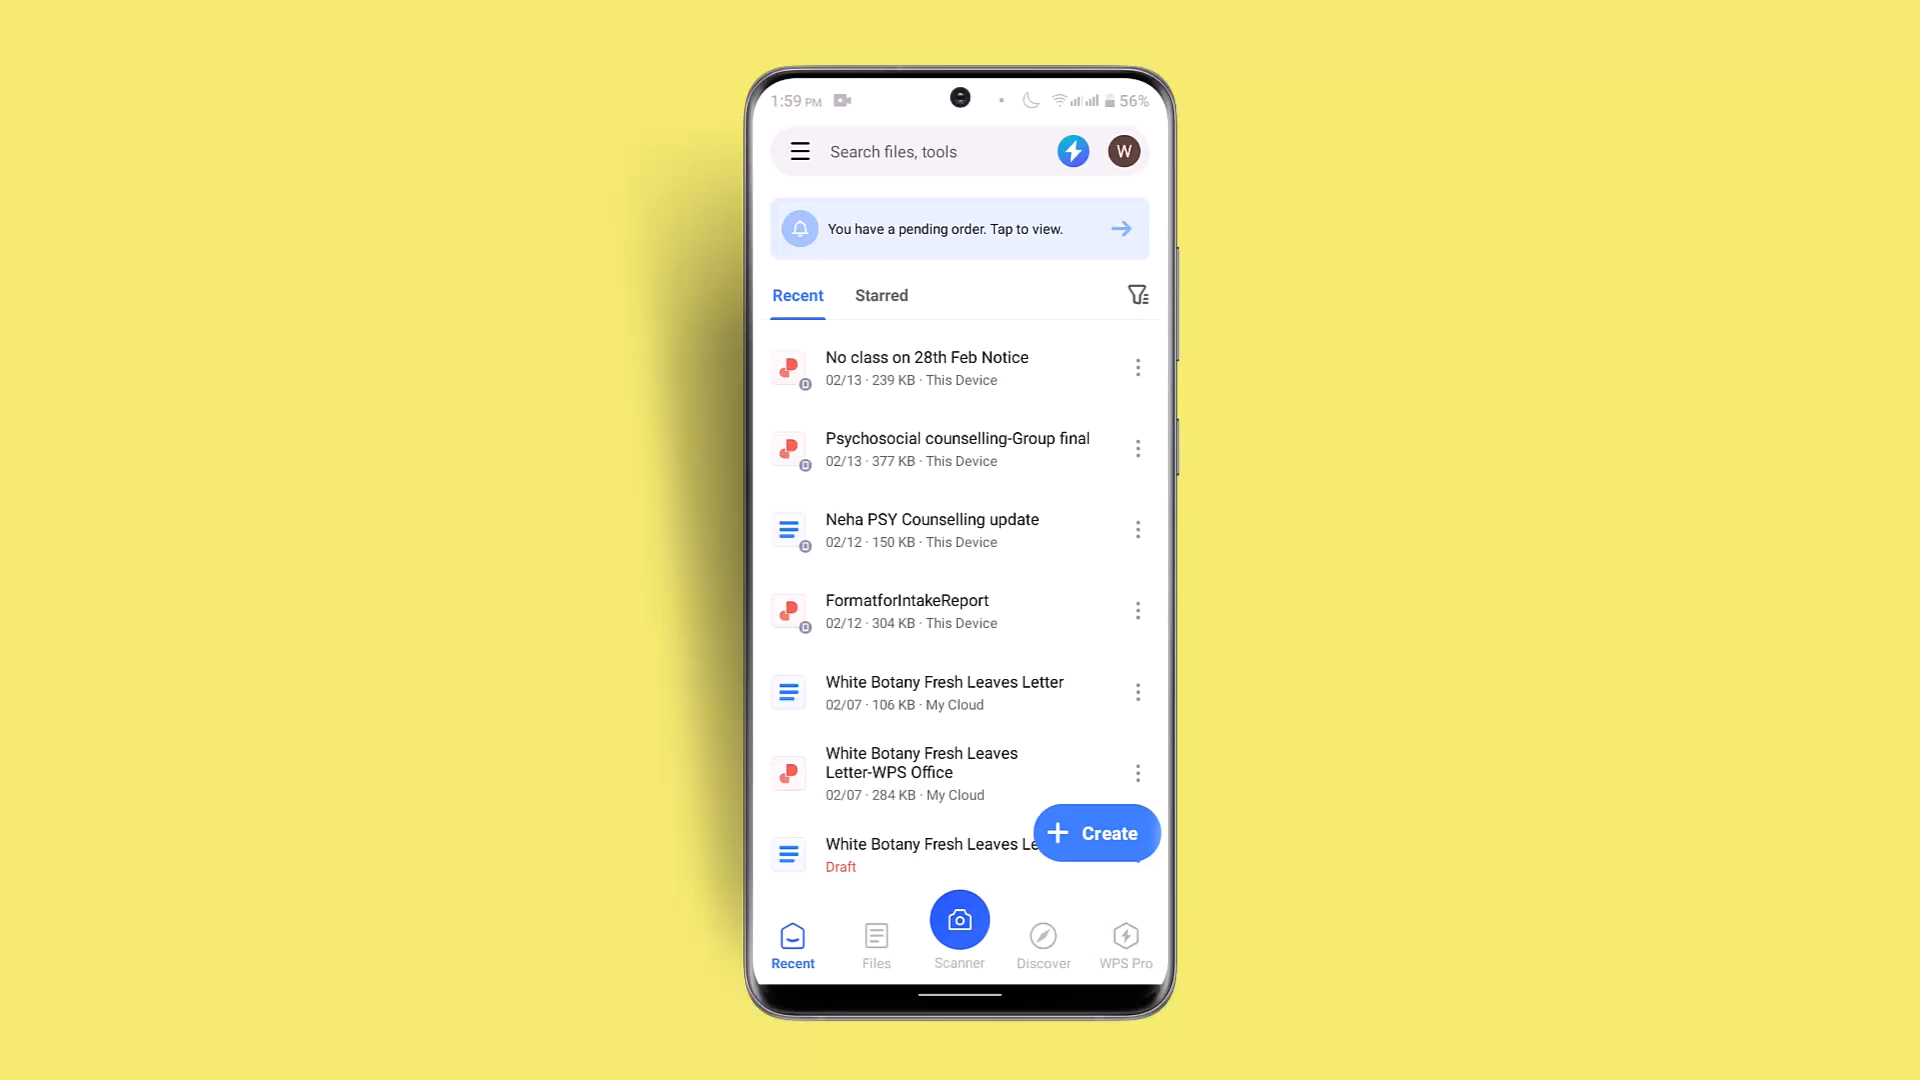 1:59 PM
56%
Search files, tools
W
You have a pending order. Tap to view.
Recent
Starred
No class on 28th Feb Notice
02/13 · 239 KB · This Device
Psychosocial counselling-Group final
02/13 · 377 KB · This Device
Neha PSY Counselling update
02/12 · 150 KB · This Device
FormatforIntakeReport
02/12 · 304 KB · This Device
White Botany Fresh Leaves Letter
02/07 · 106 KB · My Cloud
White Botany Fresh Leaves
Letter-WPS Office
02/07 · 284 KB · My Cloud
White Botany Fresh Leaves Le
Draft
Create
Recent
Files
Scanner
Discover
WPS Pro